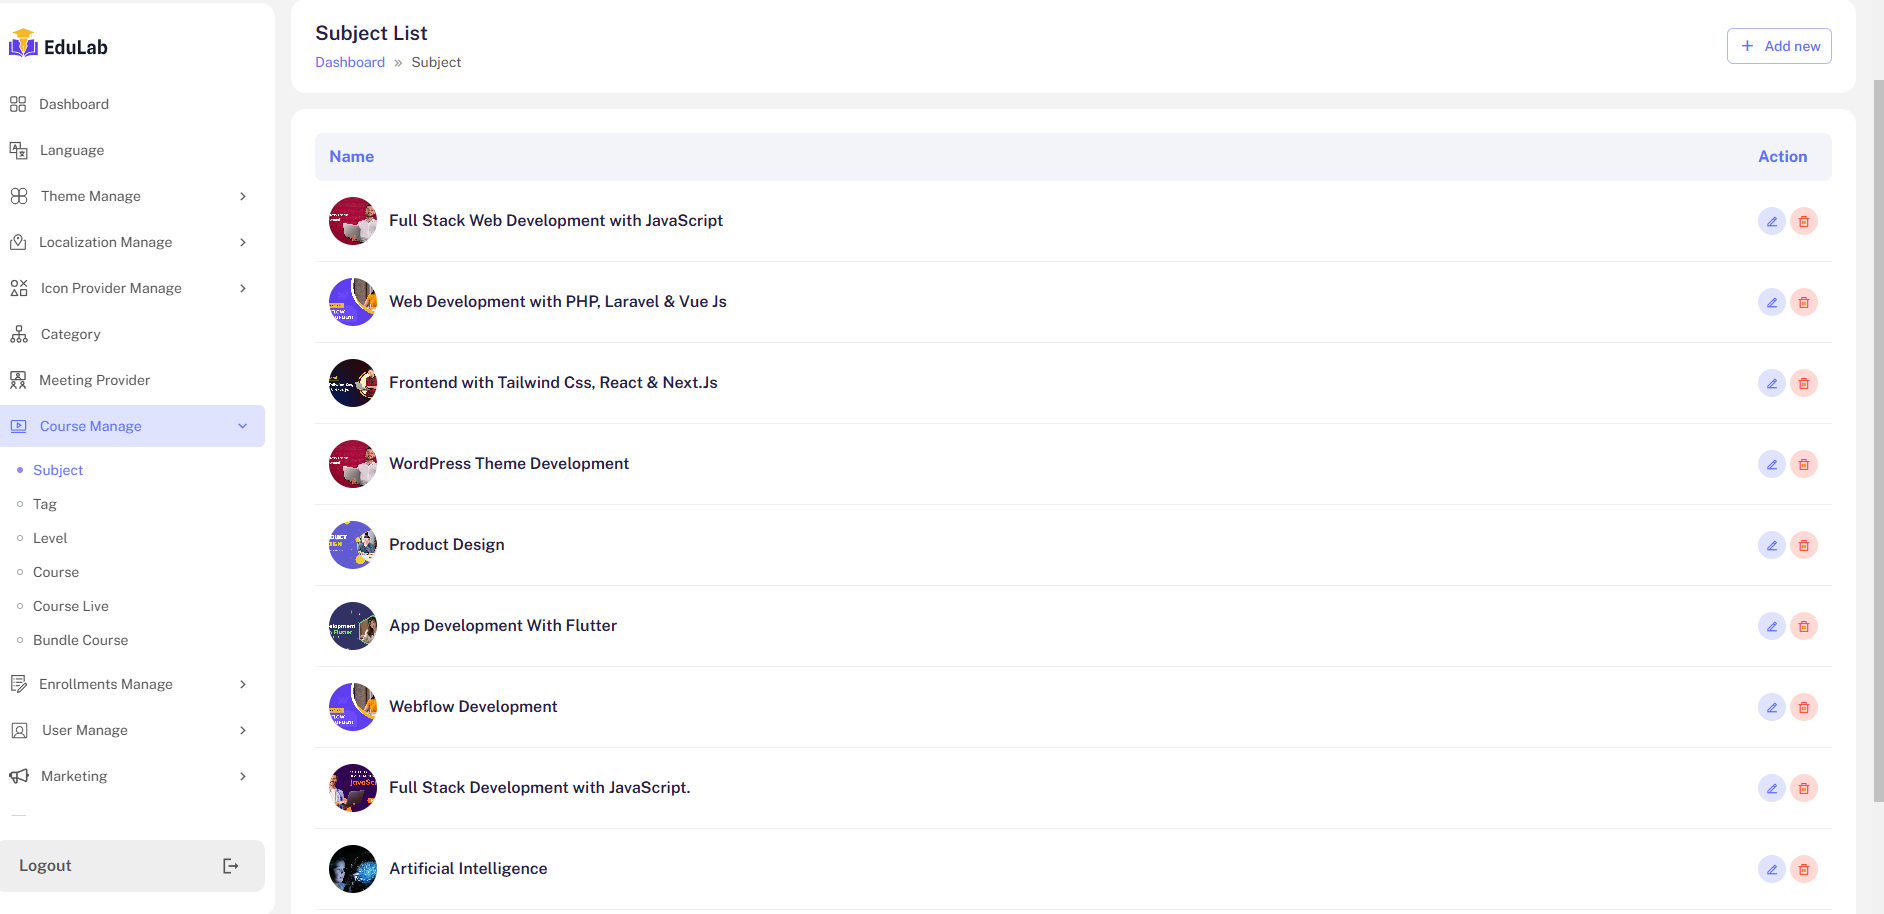 EduLab
Dashboard
Language
Theme Manage
Localization Manage
Icon Provider Manage
Category
Meeting Provider
Course Manage
Subject
Tag
Level
Course
Course Live
Bundle Course
Enrollments Manage
User Manage
Marketing
Logout
Subject List
Dashboard » Subject
+ Add new
Name Action
Full Stack Web Development with JavaScript
Web Development with PHP, Laravel & Vue Js
Frontend with Tailwind Css, React & Next.Js
WordPress Theme Development
Product Design
App Development With Flutter
Webflow Development
Full Stack Development with JavaScript.
Artificial Intelligence